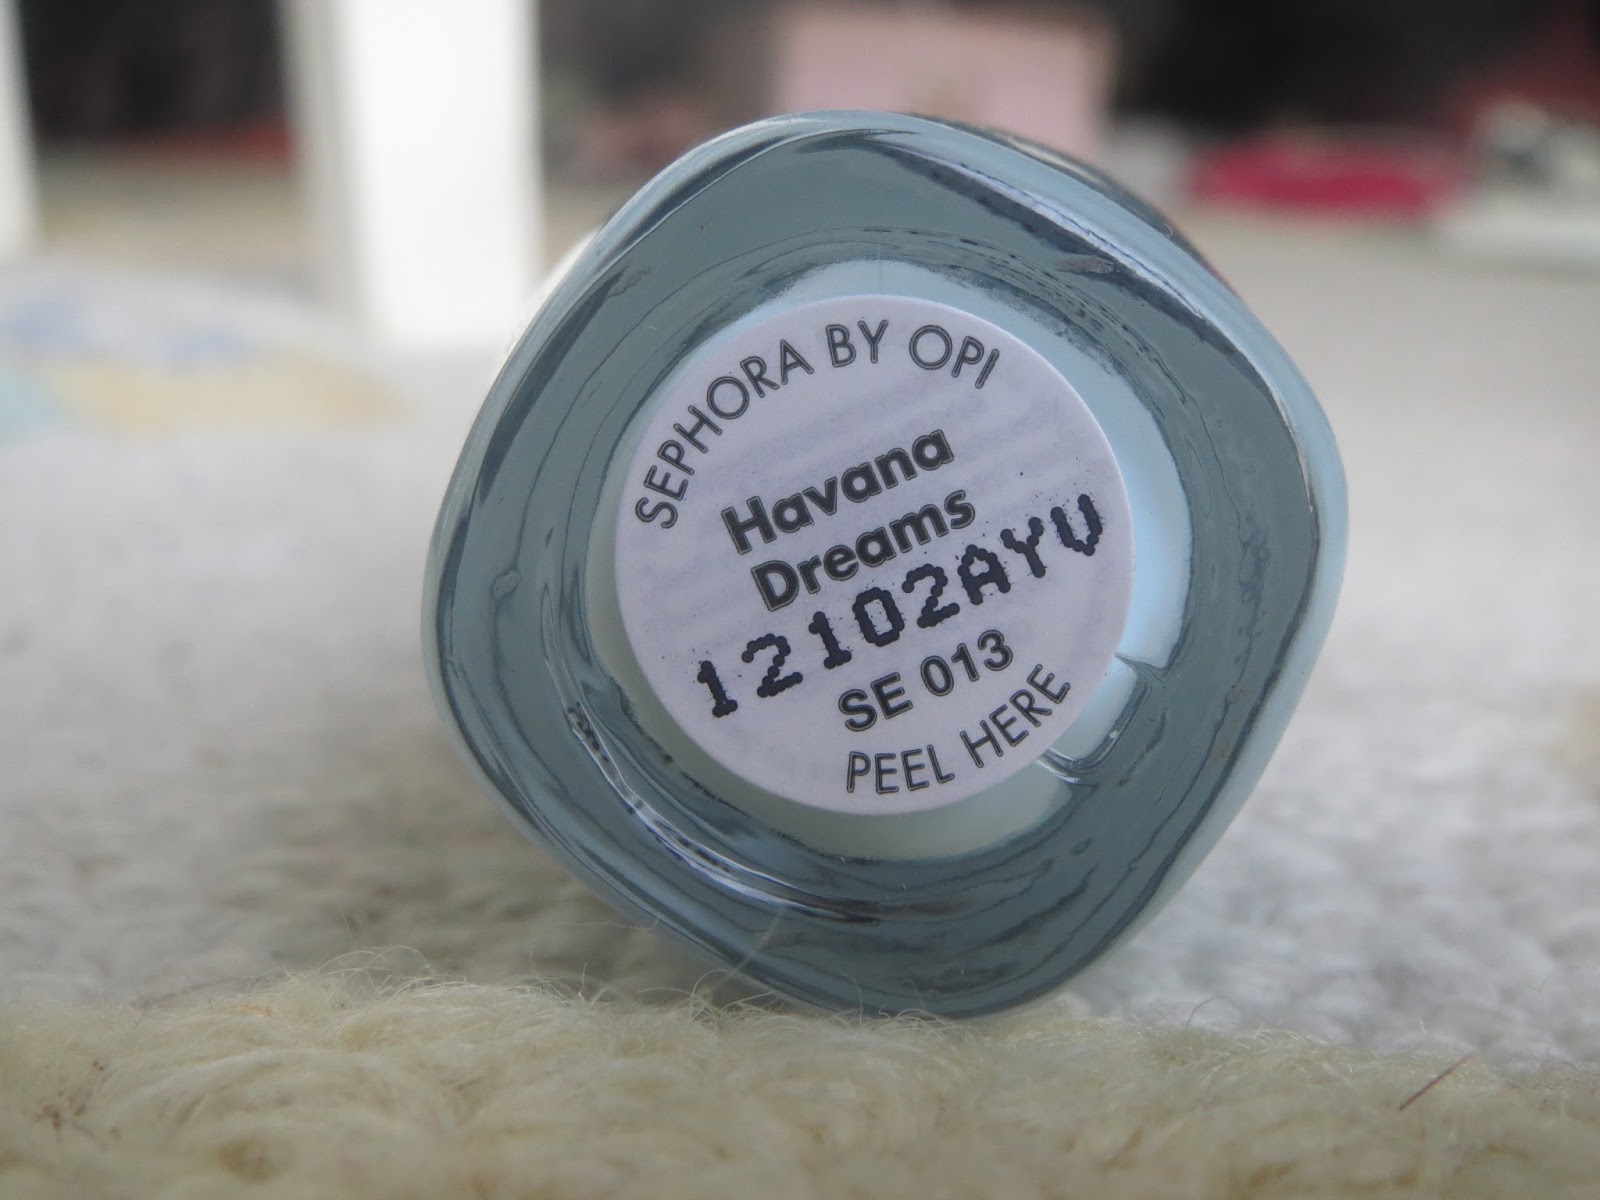 SEPHORA BY OPI
Havana
Dreams
12102AYU
SE 013
PEEL HERE